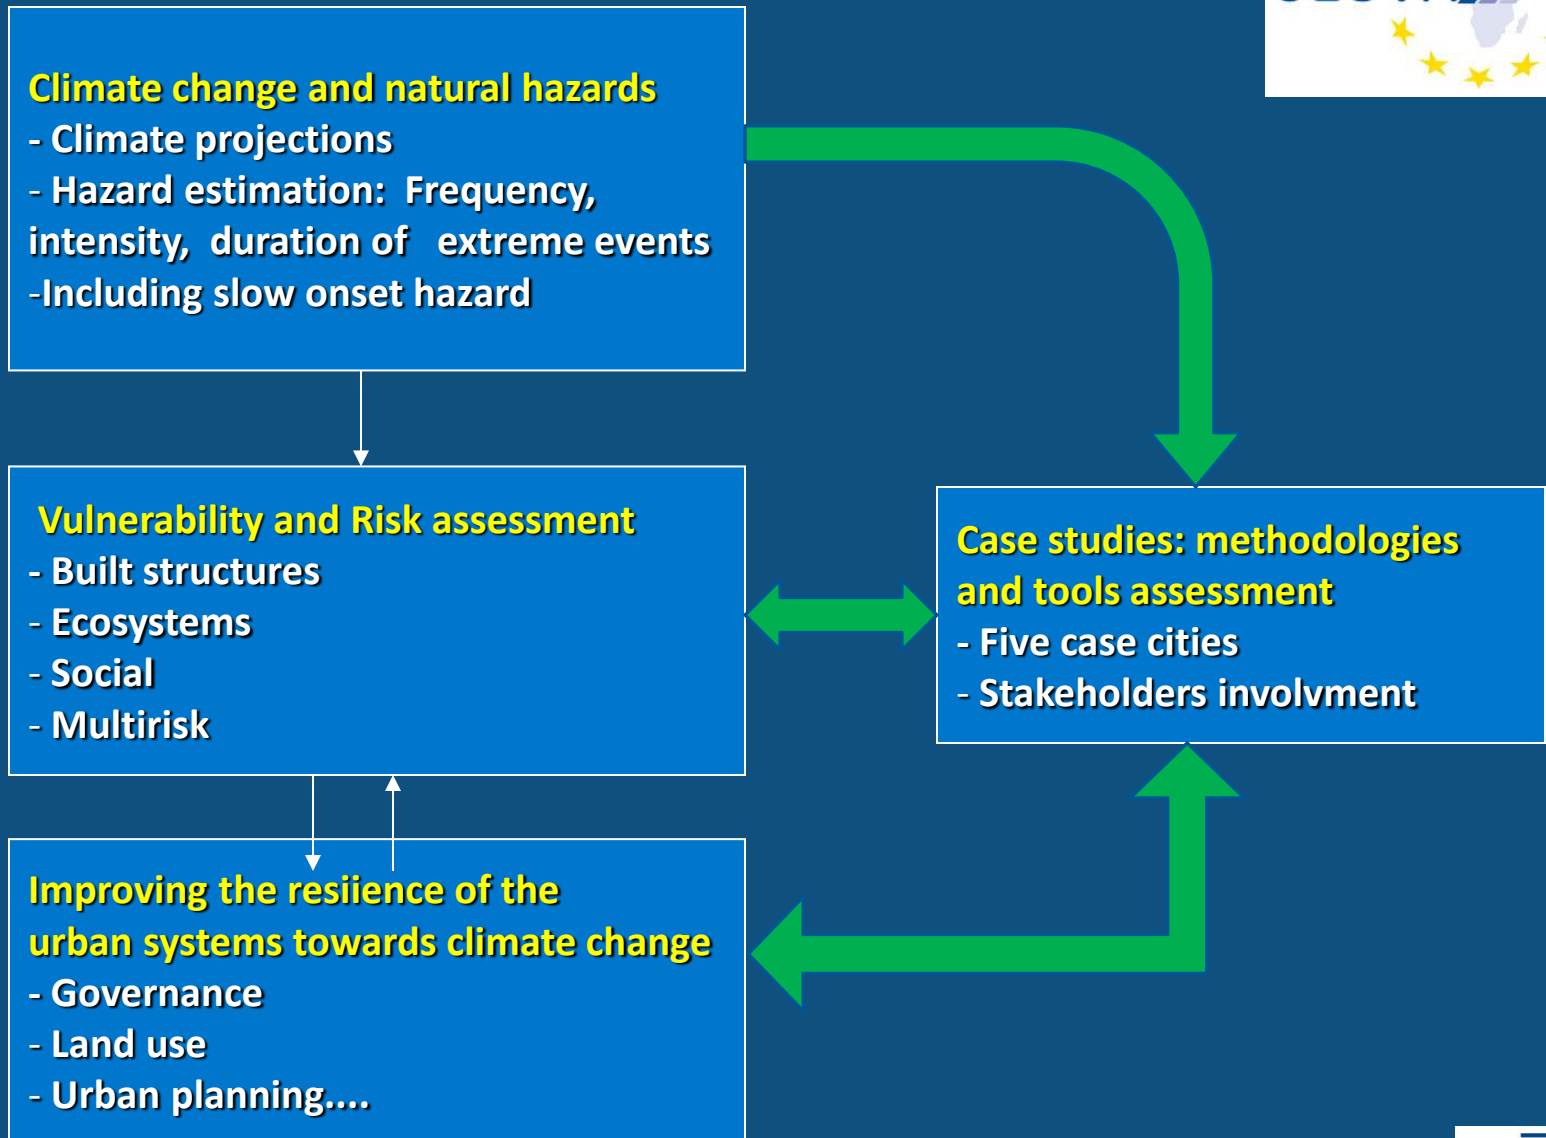 Climate change and natural hazards
- Climate projections
- Hazard estimation: Frequency,
intensity, duration of extreme events
-Including slow onset hazard
Vulnerability and Risk assessment
- Built structures
- Ecosystems
- Social
- Multirisk
Case studies: methodologies
and tools assessment
- Five case cities
- Stakeholders involvment
Improving the resiience of the
urban systems towards climate change
- Governance
- Land use
- Urban planning....